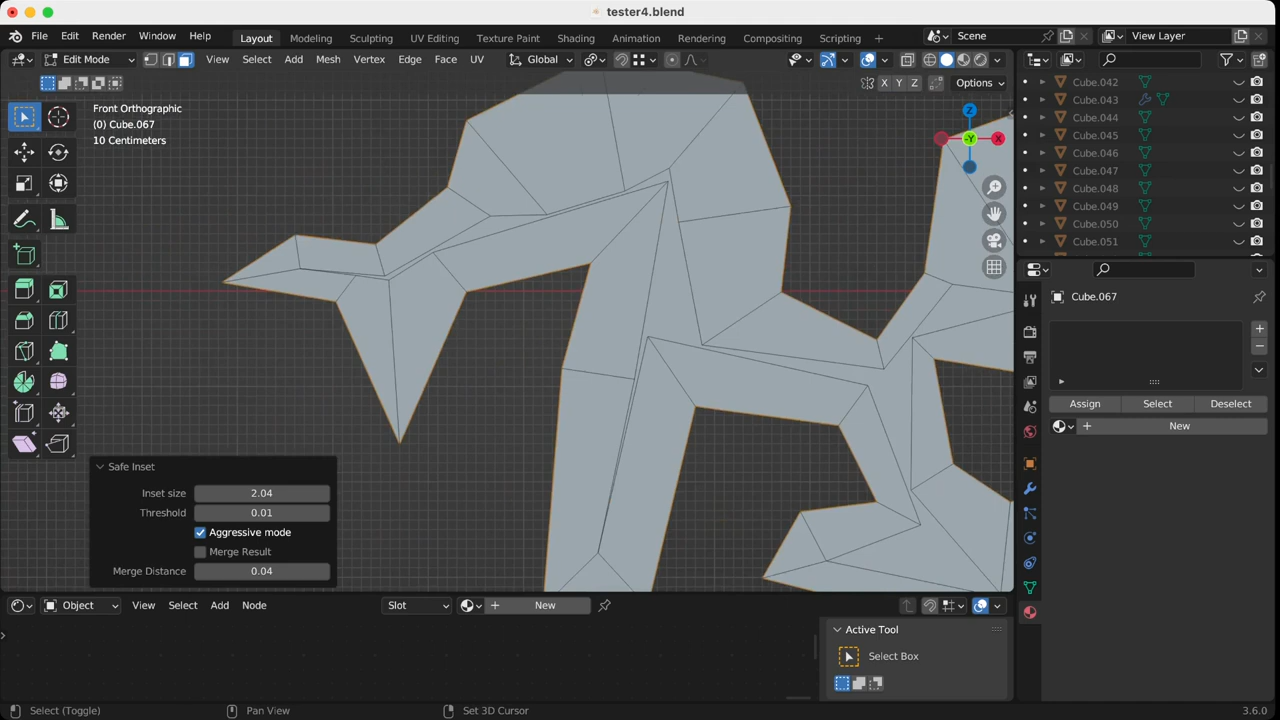 tester4.blend
File Edit Render Window Help
Layout Modeling Sculpting UV Editing Texture Paint Shading Animation Rendering Compositing Scripting +
Scene
View Layer
Edit Mode View Select Add Mesh Vertex Edge Face UV
Global
X Y Z
Options
Front Orthographic
(0) Cube.067
10 Centimeters
Z
-Y
X
Safe Inset
Inset size 2.04
Threshold 0.01
Aggressive mode
Merge Result
Merge Distance 0.04
Cube.042
Cube.043
Cube.044
Cube.045
Cube.046
Cube.047
Cube.048
Cube.049
Cube.050
Cube.051
Cube.067
Assign Select Deselect
New
Object View Select Add Node
Slot
New
Active Tool
Select Box
Select (Toggle)
Pan View
Set 3D Cursor
3.6.0